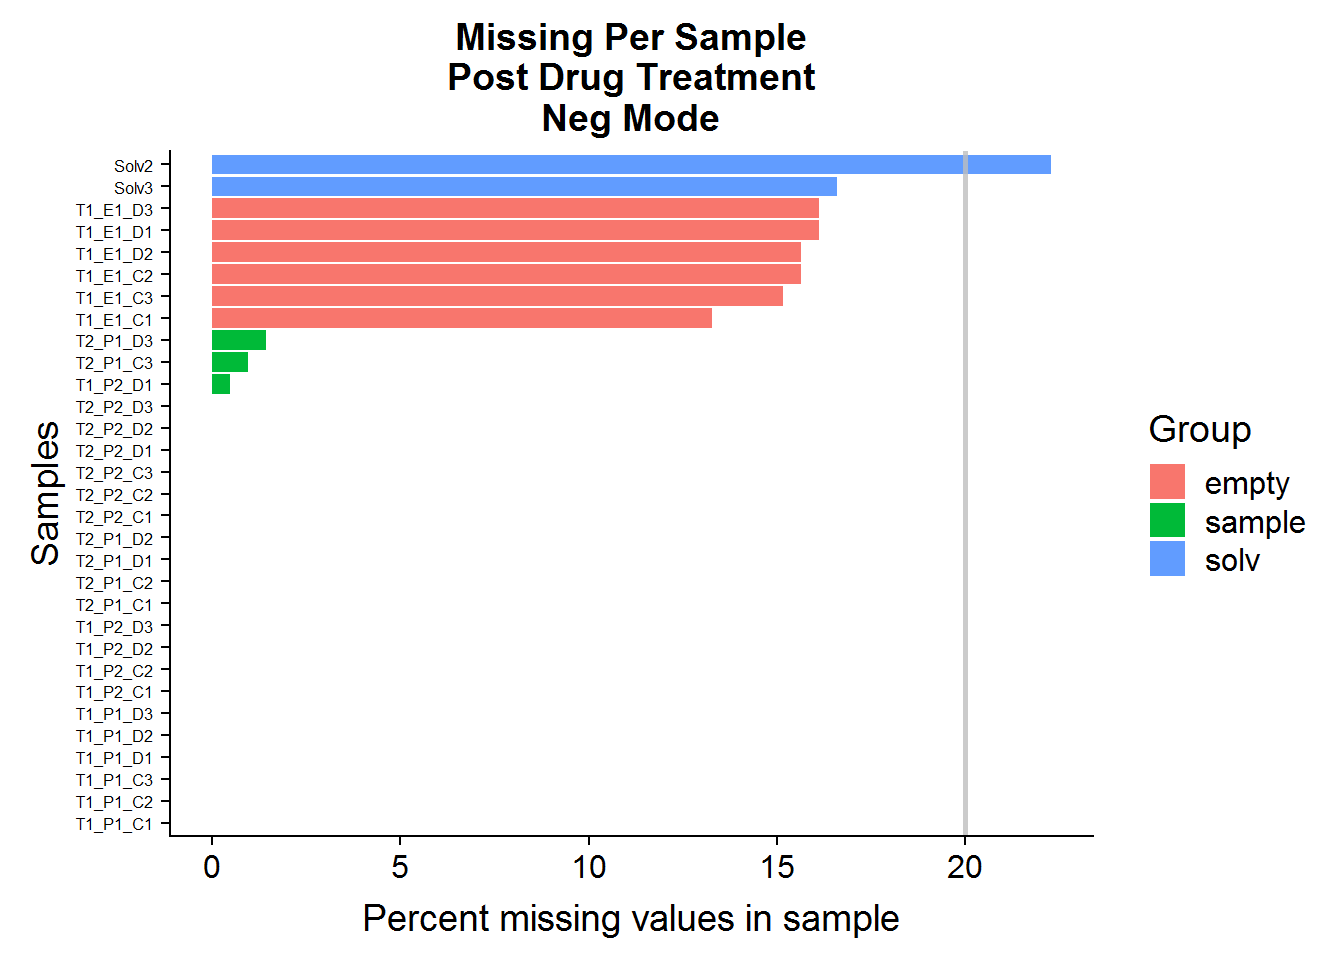 Missing Per Sample
Post Drug Treatment
Neg Mode
Solv2
Solv3
T1_E1_D3
T1_E1_D1
T1_E1_D2
T1_E1_C2
T1_E1_C3
T1_E1_C1
T2_P1_D3
T2_P1_C3
T1_P2_D1
T2_P2_D3
T2_P2_D2
T2_P2_D1
T2_P2_C3
T2_P2_C2
T2_P2_C1
T2_P1_D2
T2_P1_D1
T2_P1_C2
T2_P1_C1
T1_P2_D3
T1_P2_D2
T1_P2_C2
T1_P2_C1
T1_P1_D3
T1_P1_D2
T1_P1_D1
T1_P1_C3
T1_P1_C2
T1_P1_C1
Samples
0 5 10 15 20
Percent missing values in sample
Group
empty
sample
solv